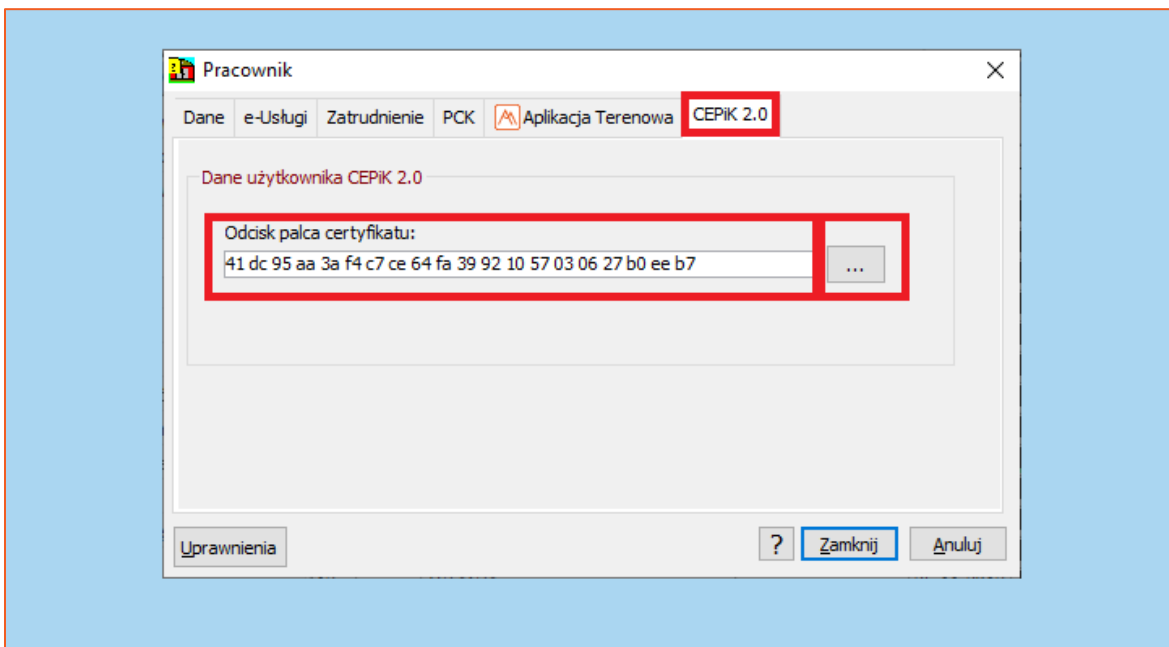 Pracownik
Dane e-Usługi Zatrudnienie PCK Aplikacja Terenowa CEPiK 2.0
Dane użytkownika CEPiK 2.0
Odcisk palca certyfikatu:
41 dc 95 aa 3a f4 c7 ce 64 fa 39 92 10 57 03 06 27 b0 ee b7
...
Uprawnienia ? Zamknij Anuluj